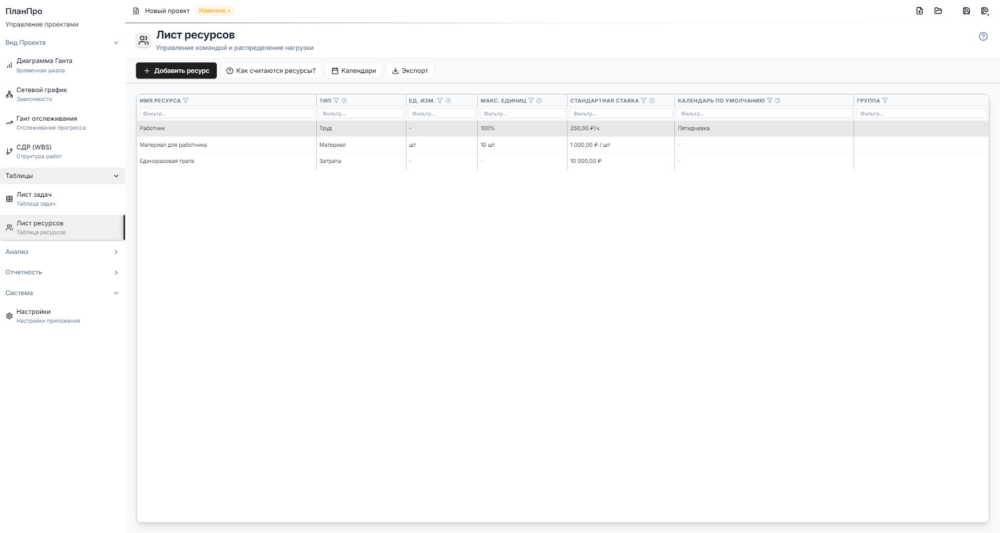 ПланПро
Управление проектами
Вид Проекта
Диаграмма Ганта
Временная шкала
Сетевой график
Зависимости
Гант отслеживания
Отслеживание прогресса
СДР (WBS)
Структура работ
Таблицы
Лист задач
Таблица задач
Лист ресурсов
Таблица ресурсов
Анализ
Отчетность
Система
Настройки
Настройки приложения
Новый проект Изменено •
Лист ресурсов
Управление командой и распределение нагрузки
Добавить ресурс Как считаются ресурсы? Календари Экспорт
ИМЯ РЕСУРСА ТИП ЕД. ИЗМ. МАКС. ЕДИНИЦ СТАНДАРТНАЯ СТАВКА КАЛЕНДАРЬ ПО УМОЛЧАНИЮ ГРУППА
Фильтр... Фильтр... Фильтр... Фильтр... Фильтр... Фильтр... Фильтр...
Работник Труд - 100% 250,00 ₽/ч. Пятидневка
Материал для работника Материал шт 10 шт 1 000,00 ₽ / шт -
Единоразовая трата Затраты - - 10 000,00 ₽ -